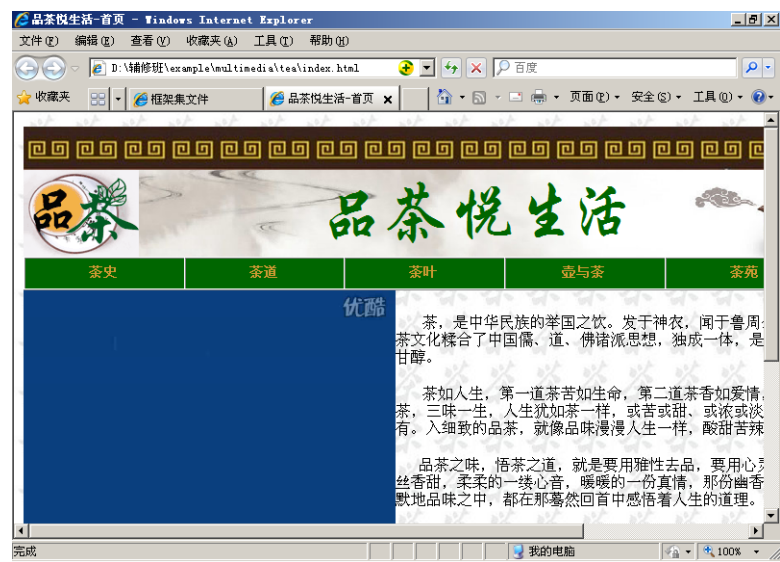 品茶悦生活-首页 - Windows Internet Explorer
文件(F) 编辑(E) 查看(V) 收藏夹(A) 工具(T) 帮助(H)
D:\辅修班\example\multimedia\tea\index.html 百度
收藏夹 框架集文件 品茶悦生活-首页 页面(P) 安全(S) 工具(O)
品茶 品茶悦生活
茶史 茶道 茶叶 壶与茶 茶苑
优酷
茶，是中华民族的举国之饮。发于神农，闻于鲁周
茶文化糅合了中国儒、道、佛诸派思想，独成一体，是
甘醇。
茶如人生，第一道茶苦如生命，第二道茶香如爱情，
茶，三味一生，人生犹如茶一样，或苦或甜、或浓或淡
有。入细致的品茶，就像品味漫漫人生一样，酸甜苦辣
品茶之味，悟茶之道，就是要用雅性去品，要用心灵
丝香甜，柔柔的一缕心音，暖暖的一份真情，那份幽香
默地品味之中，都在那蓦然回首中感悟着人生的道理。
完成 我的电脑 100%